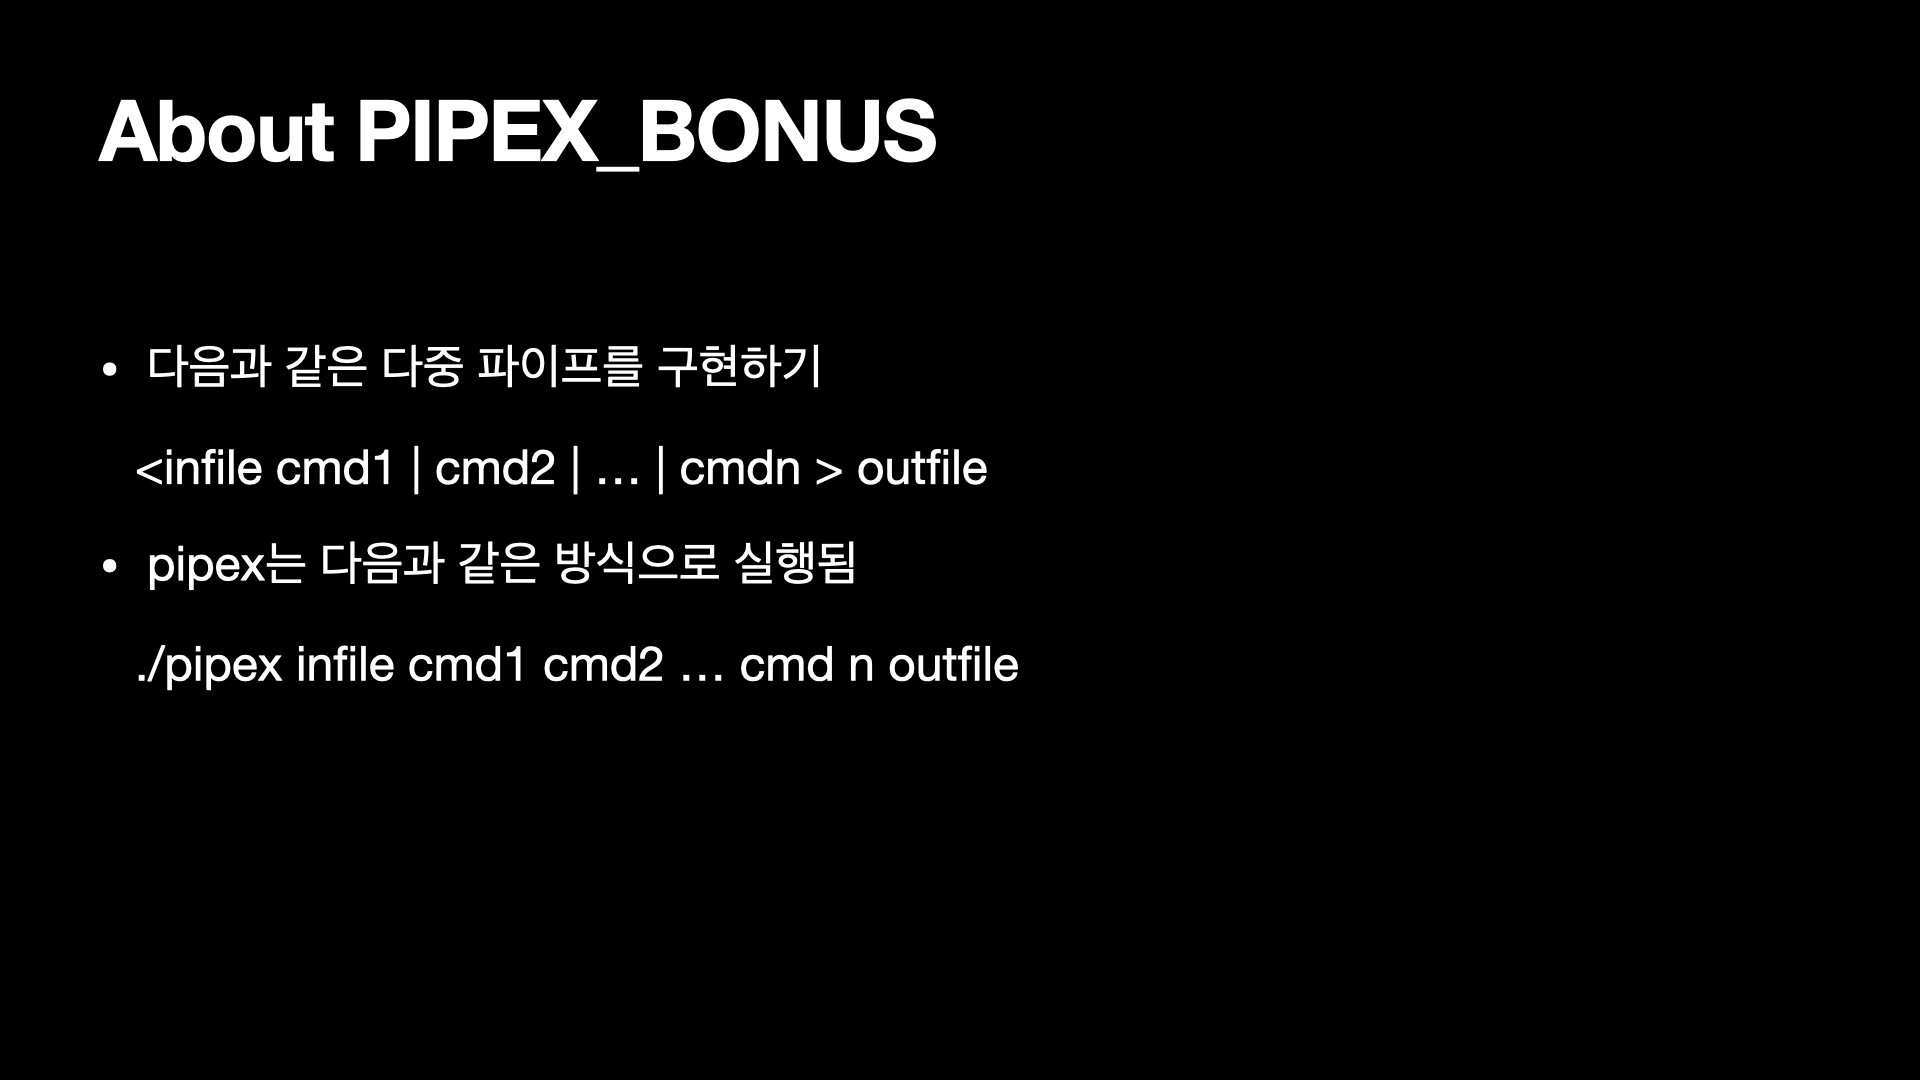 About PIPEX_BONUS
• 다음과 같은 다중 파이프를 구현하기
<infile cmd1 | cmd2 | … | cmdn > outfile
• pipex는 다음과 같은 방식으로 실행됨
./pipex infile cmd1 cmd2 … cmd n outfile